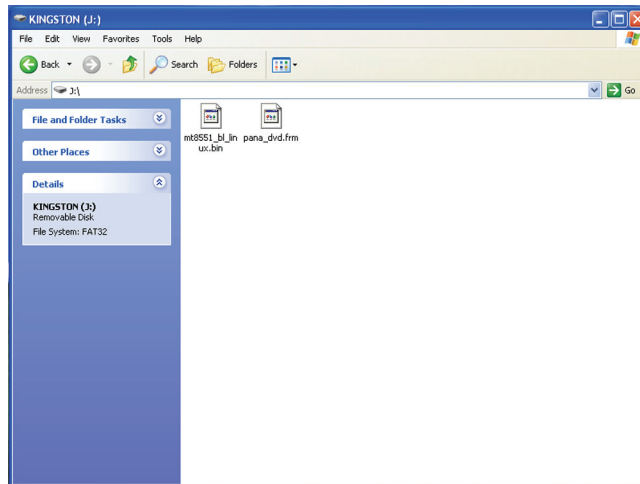 KINGSTON (J:)
File Edit View Favorites Tools Help
Back Search Folders
Address J:\ Go
File and Folder Tasks
Other Places
Details
KINGSTON (J:)
Removable Disk
File System: FAT32
mt8551_bl_lin
ux.bin
pana_dvd.frm